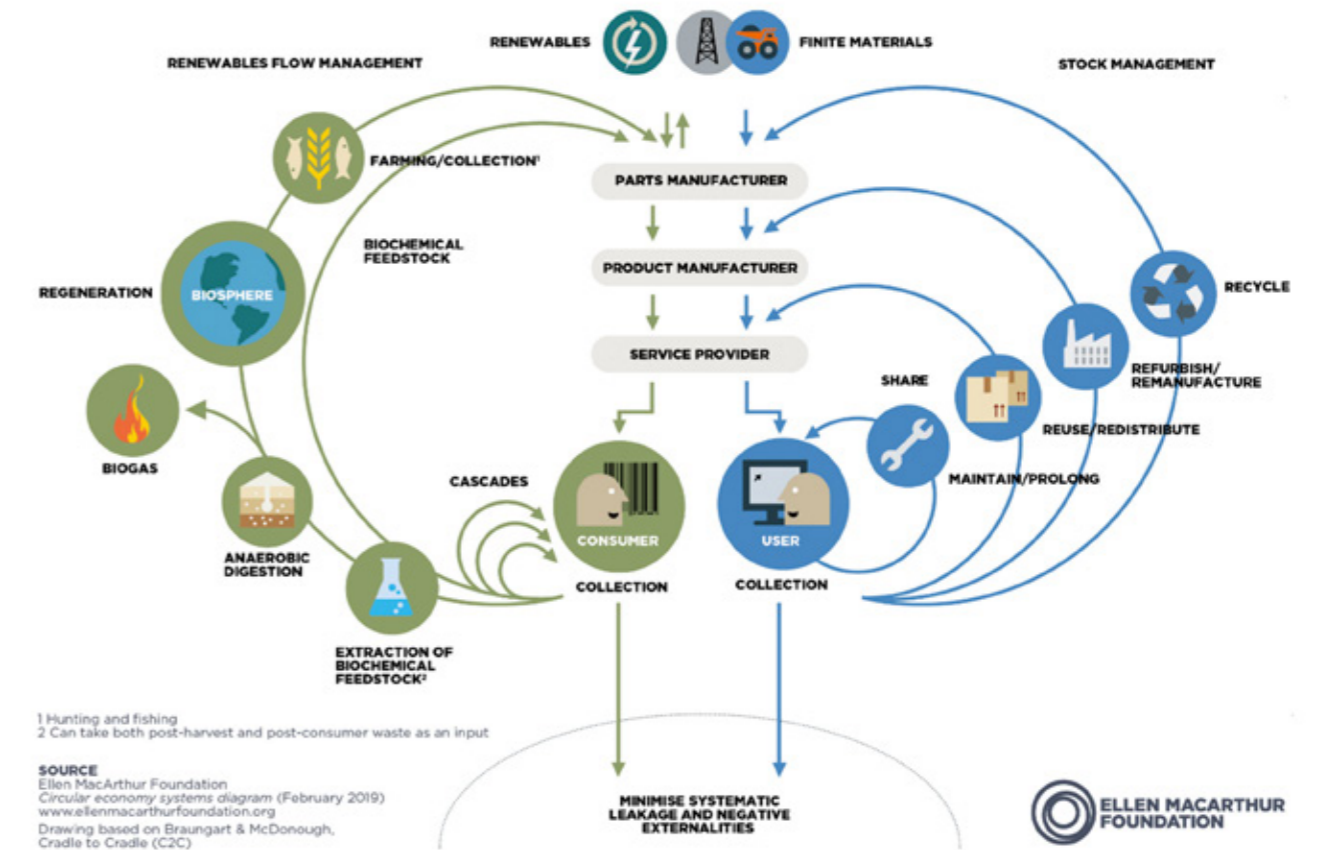 RENEWABLES
FINITE MATERIALS
RENEWABLES FLOW MANAGEMENT
STOCK MANAGEMENT
FARMING/COLLECTION¹
PARTS MANUFACTURER
BIOCHEMICAL
FEEDSTOCK
PRODUCT MANUFACTURER
REGENERATION
BIOSPHERE
RECYCLE
SERVICE PROVIDER
SHARE
REFURBISH/
REMANUFACTURE
REUSE/REDISTRIBUTE
BIOGAS
CASCADES
MAINTAIN/PROLONG
CONSUMER
USER
ANAEROBIC
DIGESTION
COLLECTION
COLLECTION
EXTRACTION OF
BIOCHEMICAL
FEEDSTOCK²
1 Hunting and fishing
2 Can take both post-harvest and post-consumer waste as an input
SOURCE
Ellen MacArthur Foundation
Circular economy systems diagram (February 2019)
www.ellenmacarthurfoundation.org
Drawing based on Braungart & McDonough,
Cradle to Cradle (C2C)
MINIMISE SYSTEMATIC
LEAKAGE AND NEGATIVE
EXTERNALITIES
ELLEN MACARTHUR
FOUNDATION